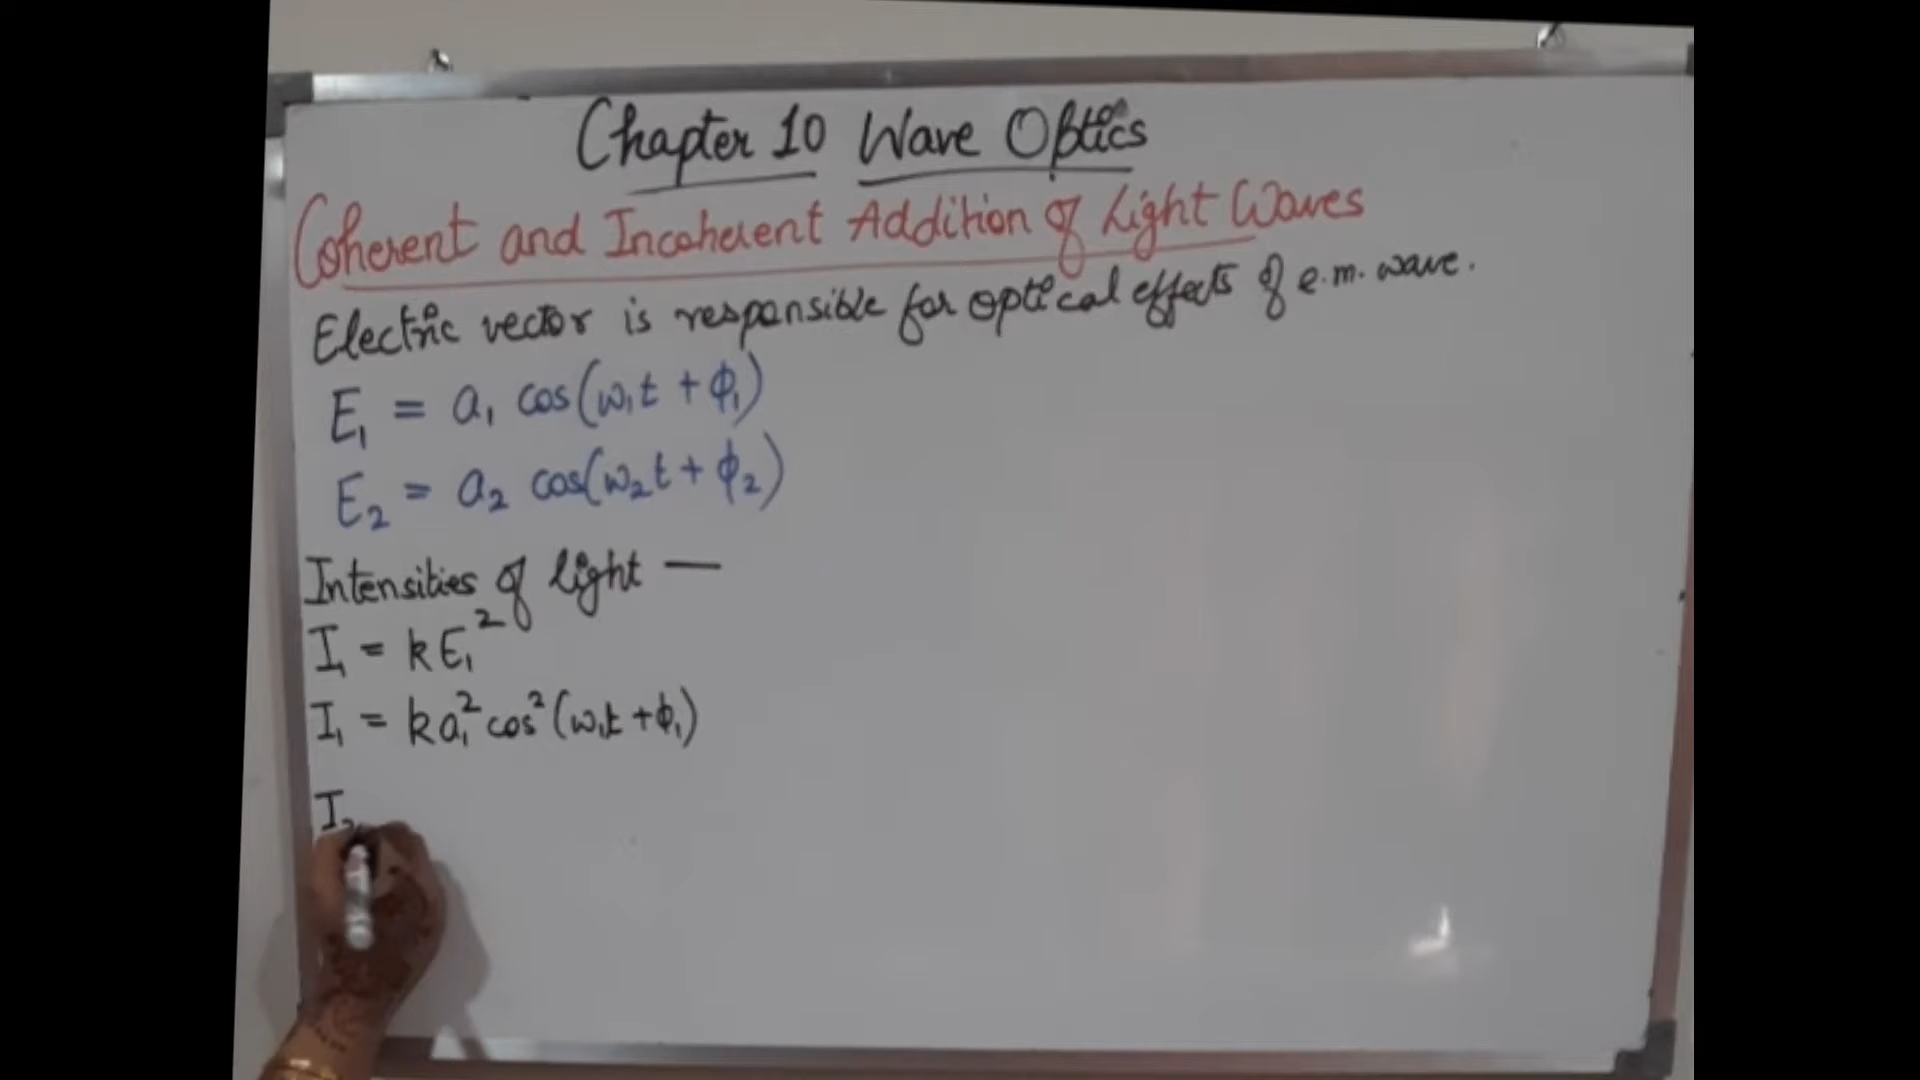 Chapter 10 Wave Optics
Coherent and Incoherent Addition of Light Waves
Electric vector is responsible for optical effects of e.m. wave.
E₁ = a₁ cos(ω₁t + ϕ₁)
E₂ = a₂ cos(ω₂t + ϕ₂)
Intensities of light —
I₁ = kE₁²
I₁ = ka₁² cos² (ω₁t + ϕ₁)
I₂